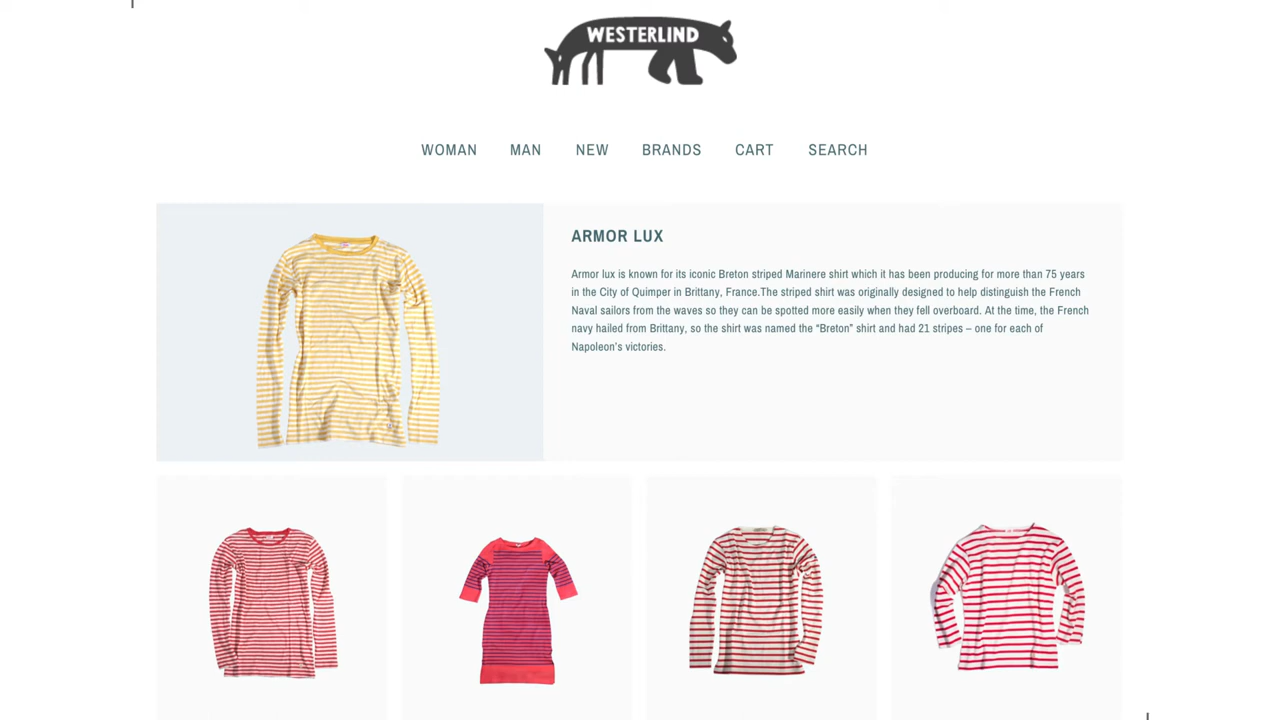 WESTERLIND
WOMAN MAN NEW BRANDS CART SEARCH
ARMOR LUX
Armor lux is known for its iconic Breton striped Marinere shirt which it has been producing for more than 75 years
in the City of Quimper in Brittany, France.The striped shirt was originally designed to help distinguish the French
Naval sailors from the waves so they can be spotted more easily when they fell overboard. At the time, the French
navy hailed from Brittany, so the shirt was named the “Breton” shirt and had 21 stripes – one for each of
Napoleon’s victories.